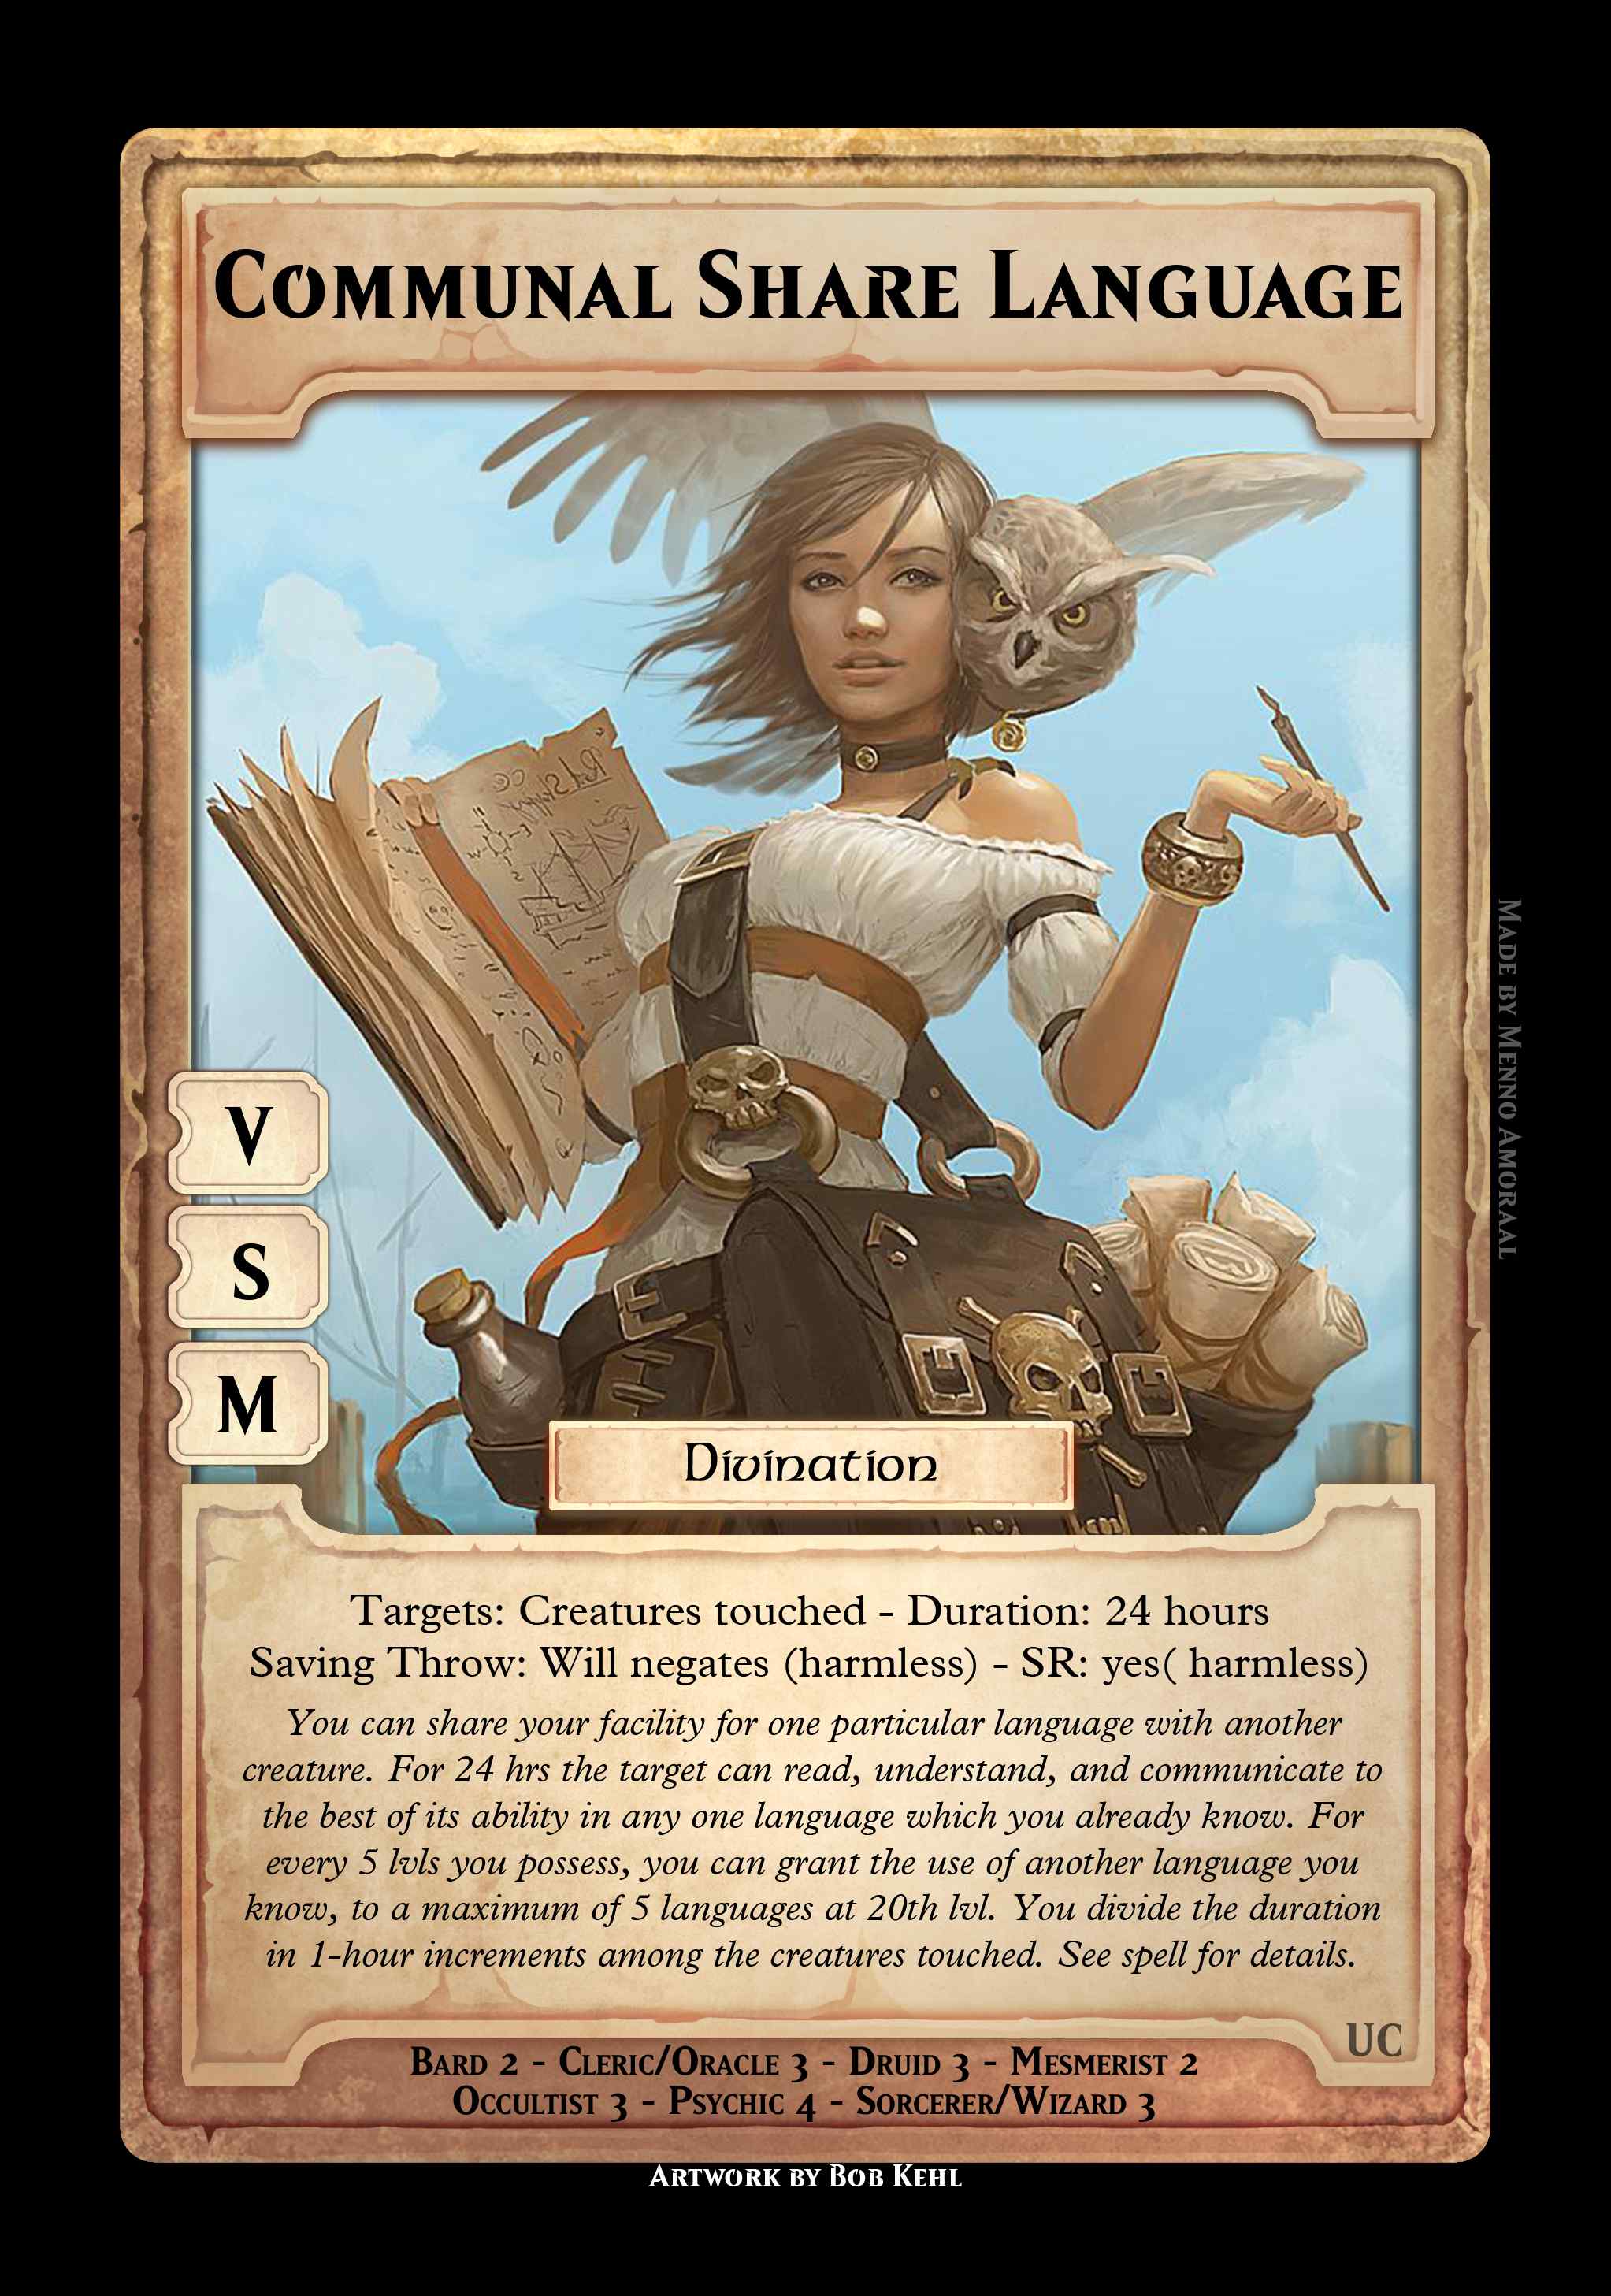 Communal Share Language
V
S
M
Divination
Targets: Creatures touched - Duration: 24 hours
Saving Throw: Will negates (harmless) - SR: yes( harmless)
You can share your facility for one particular language with another
creature. For 24 hrs the target can read, understand, and communicate to
the best of its ability in any one language which you already know. For
every 5 lvls you possess, you can grant the use of another language you
know, to a maximum of 5 languages at 20th lvl. You divide the duration
in 1-hour increments among the creatures touched. See spell for details.
UC
Bard 2 - Cleric/Oracle 3 - Druid 3 - Mesmerist 2
Occultist 3 - Psychic 4 - Sorcerer/Wizard 3
Artwork by Bob Kehl
Made by Menno Amoraal